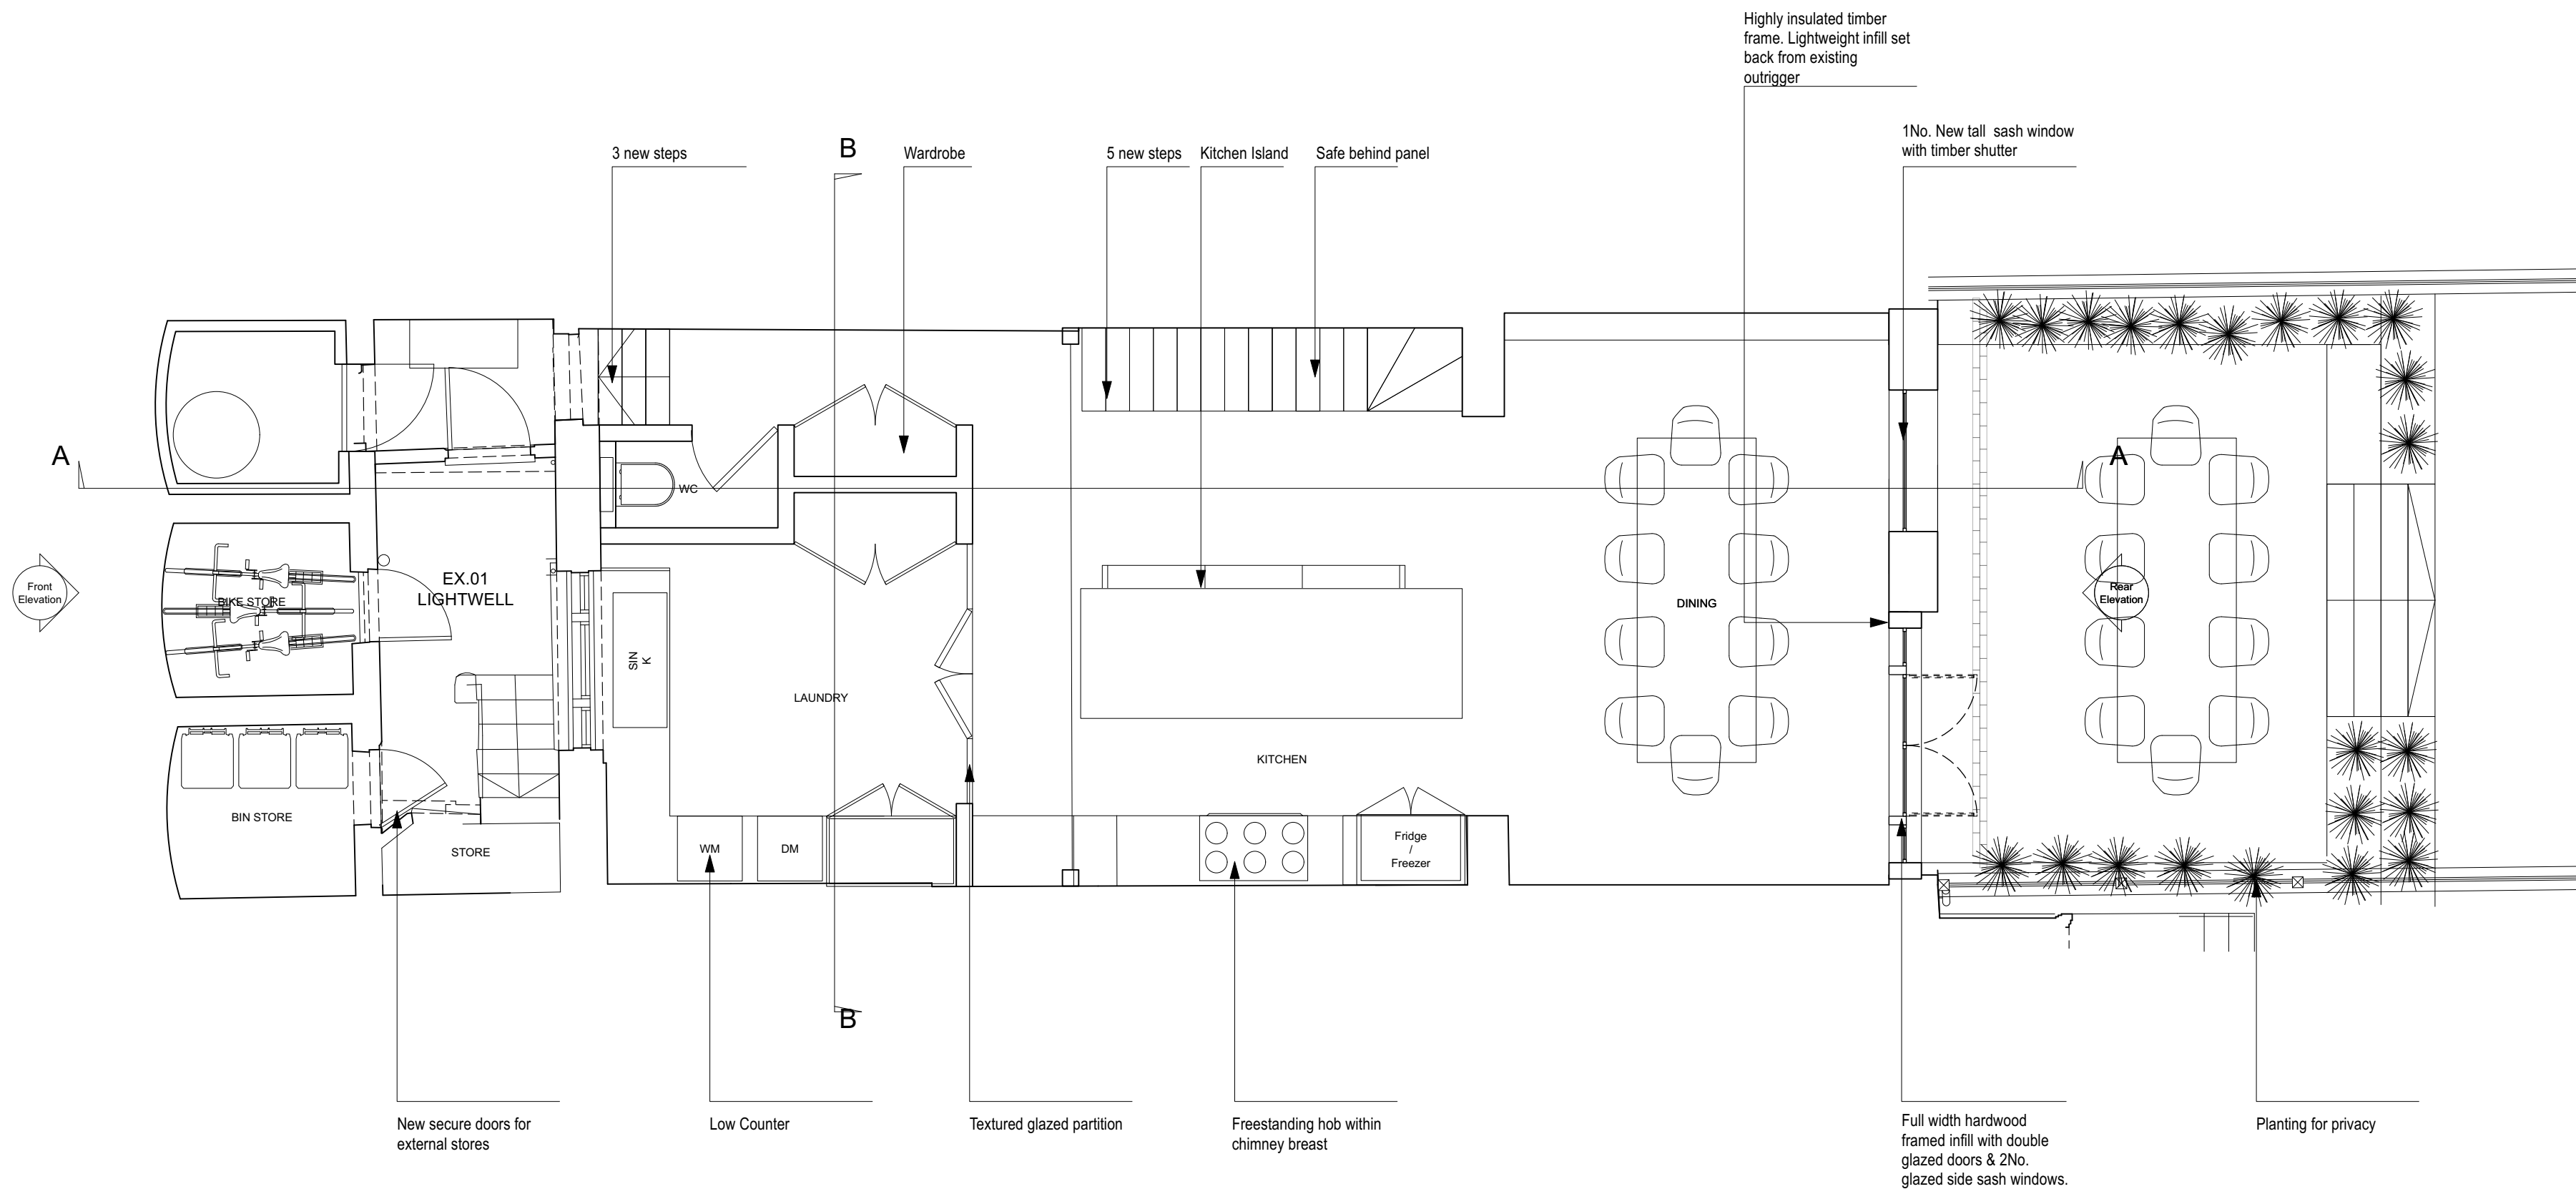 Highly insulated timber
frame. Lightweight infill set
back from existing
outrigger
1No. New tall sash window
with timber shutter
3 new steps
B
Wardrobe
5 new steps
Kitchen Island
Safe behind panel
A
A
WC
Front
Elevation
BIKE STORE
EX.01
LIGHTWELL
SIN
K
LAUNDRY
DINING
Rear
Elevation
KITCHEN
BIN STORE
STORE
WM
DM
Fridge
/
Freezer
B
New secure doors for
external stores
Low Counter
Textured glazed partition
Freestanding hob within
chimney breast
Full width hardwood
framed infill with double
glazed doors & 2No.
glazed side sash windows.
Planting for privacy